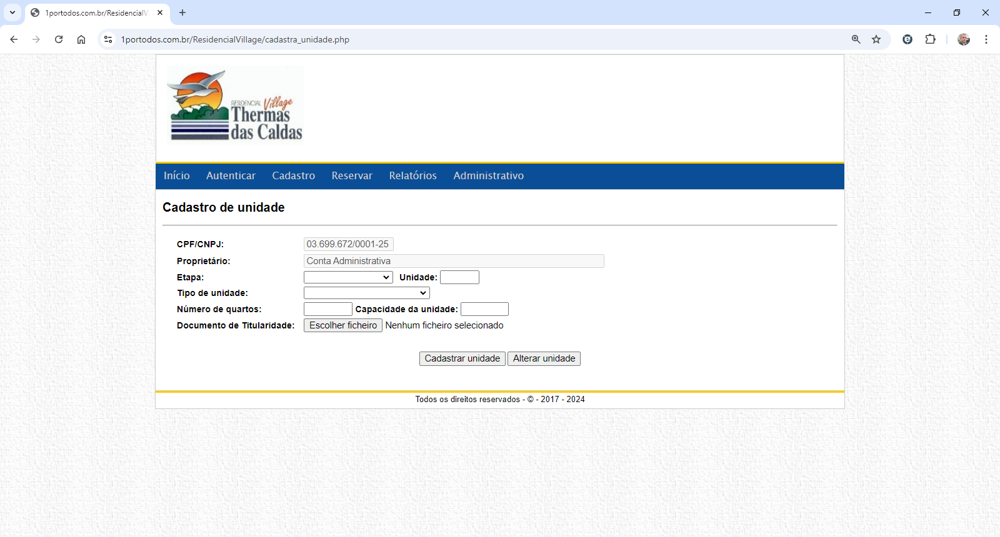 1portodos.com.br/ResidencialV
1portodos.com.br/ResidencialVillage/cadastra_unidade.php
RESIDENCIAL Village
Thermas
das Caldas
Início Autenticar Cadastro Reservar Relatórios Administrativo
Cadastro de unidade
CPF/CNPJ: 03.699.672/0001-25
Proprietário: Conta Administrativa
Etapa: Unidade:
Tipo de unidade:
Número de quartos: Capacidade da unidade:
Documento de Titularidade: Escolher ficheiro Nenhum ficheiro selecionado
Cadastrar unidade Alterar unidade
Todos os direitos reservados - © - 2017 - 2024